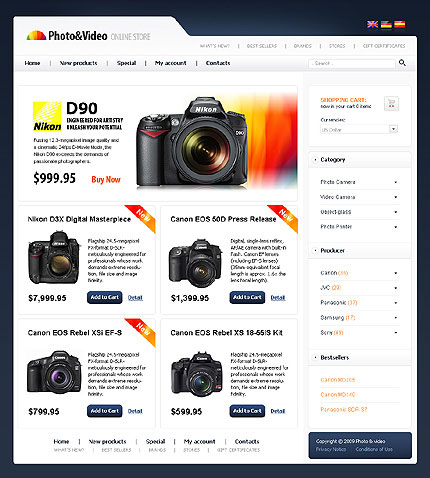 Photo&Video ONLINE STORE
WHAT'S NEW? | BEST SELLERS | BRANDS | STORES | GIFT CERTIFICATES
Home | New products | Special | My account | Contacts
Search ...
Nikon
D90
ENGINEERED FOR ARTISTRY
UNLEASH YOUR POTENTIAL
Fusing 12.3-megapixel image quality and
a cinematic 24fps D-Movie Mode, the
Nikon D90 exceeds the demands of
passionate photographers.
$999.95
Buy Now
Nikon
D90
SHOPPING CART:
now in your cart 0 items
Currencies:
US Dollar
Category
Photo Camera
Video Camera
Object-glass
Photo Printer
New
Nikon D3X Digital Masterpiece
Flagship 24.5-megapixel
FX-format D-SLR-
meticulously engineered for
professionals whose work
demands extreme resolu-
tion, file size and image
fidelity.
$7,999.95
Add to Cart
Detail
New
Canon EOS 50D Press Release
Digital, single-lens reflex,
AF/AE camera with built-in
flash. Canon EF lenses
(including EF-S lenses)
(35mm-equivalent focal
length is approx. 1.6x the
lens focal length).
$1,399.95
Add to Cart
Detail
Producer
Canon
JVC
Panasonic
Samsung
Sony
New
Canon EOS Rebel XSi EF-S
Flagship 24.5-megapixel
FX-format D-SLR-
meticulously engineered for
professionals whose work
demands extreme resolu-
tion, file size and image
fidelity.
$799.95
Add to Cart
Detail
Canon EOS Rebel XS 18-55IS Kit
Flagship 24.5-megapixel
FX-format D-SLR-
meticulously engineered for
professionals whose work
demands extreme resolu-
tion, file size and image
fidelity.
$599.95
Add to Cart
Detail
Bestsellers
Canon
Canon
Panasonic
Home | New products | Special | My account | Contacts
WHAT'S NEW? | BEST SELLERS | BRANDS | STORES | GIFT CERTIFICATES
Copyright © 2009 Photo & video
Privacy Notice Conditions of Use